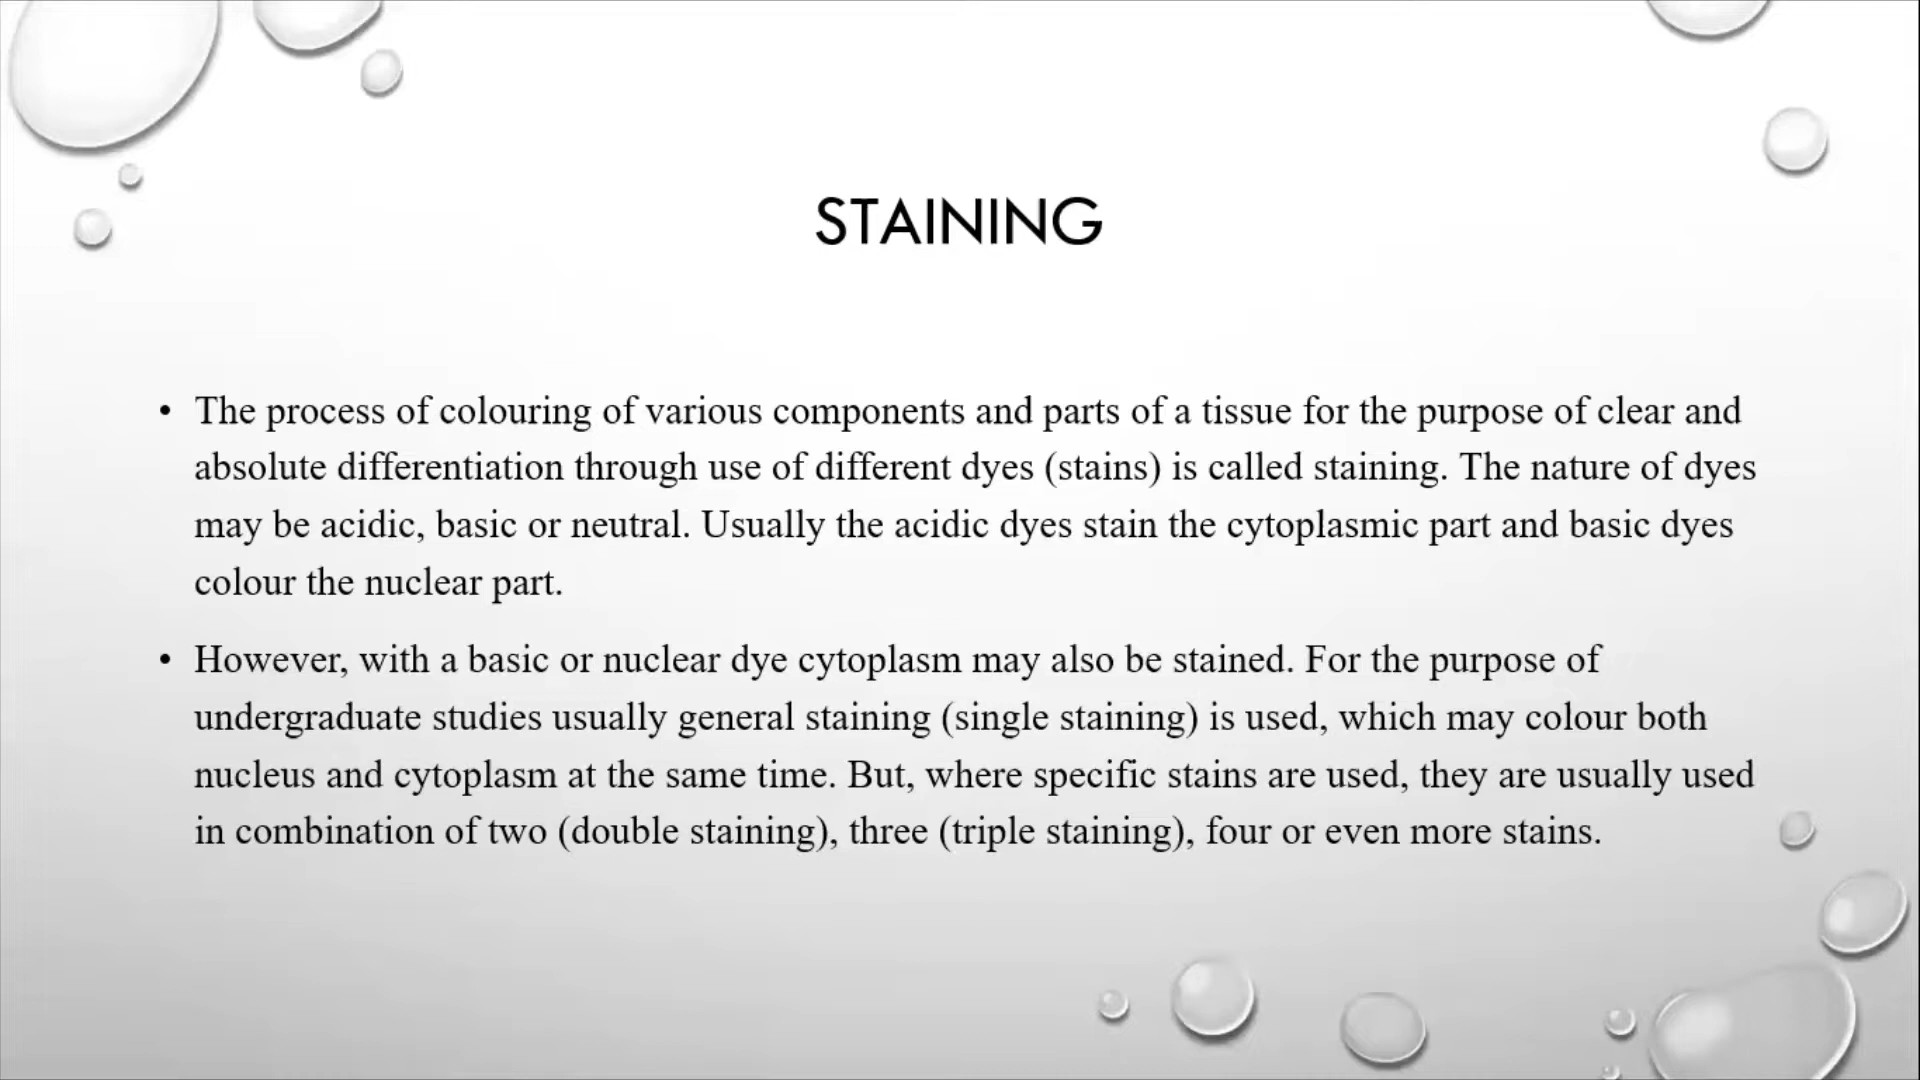 STAINING
• The process of colouring of various components and parts of a tissue for the purpose of clear and
absolute differentiation through use of different dyes (stains) is called staining. The nature of dyes
may be acidic, basic or neutral. Usually the acidic dyes stain the cytoplasmic part and basic dyes
colour the nuclear part.
• However, with a basic or nuclear dye cytoplasm may also be stained. For the purpose of
undergraduate studies usually general staining (single staining) is used, which may colour both
nucleus and cytoplasm at the same time. But, where specific stains are used, they are usually used
in combination of two (double staining), three (triple staining), four or even more stains.